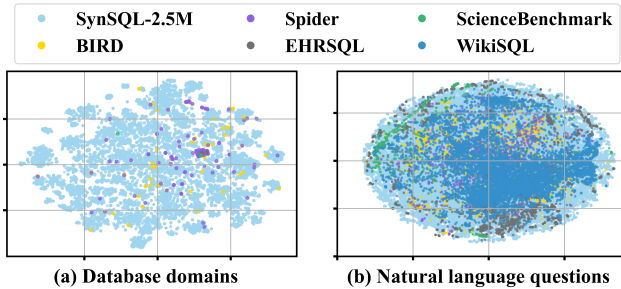 SynSQL-2.5M Spider ScienceBenchmark
BIRD EHRSQL WikiSQL
(a) Database domains (b) Natural language questions